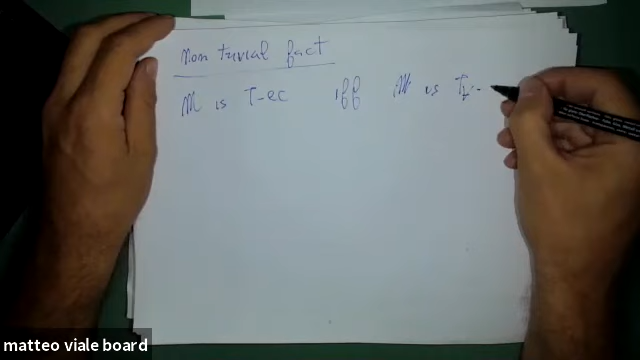 Non trivial fact
M is T-ec iff M is T∀-
matteo viale board